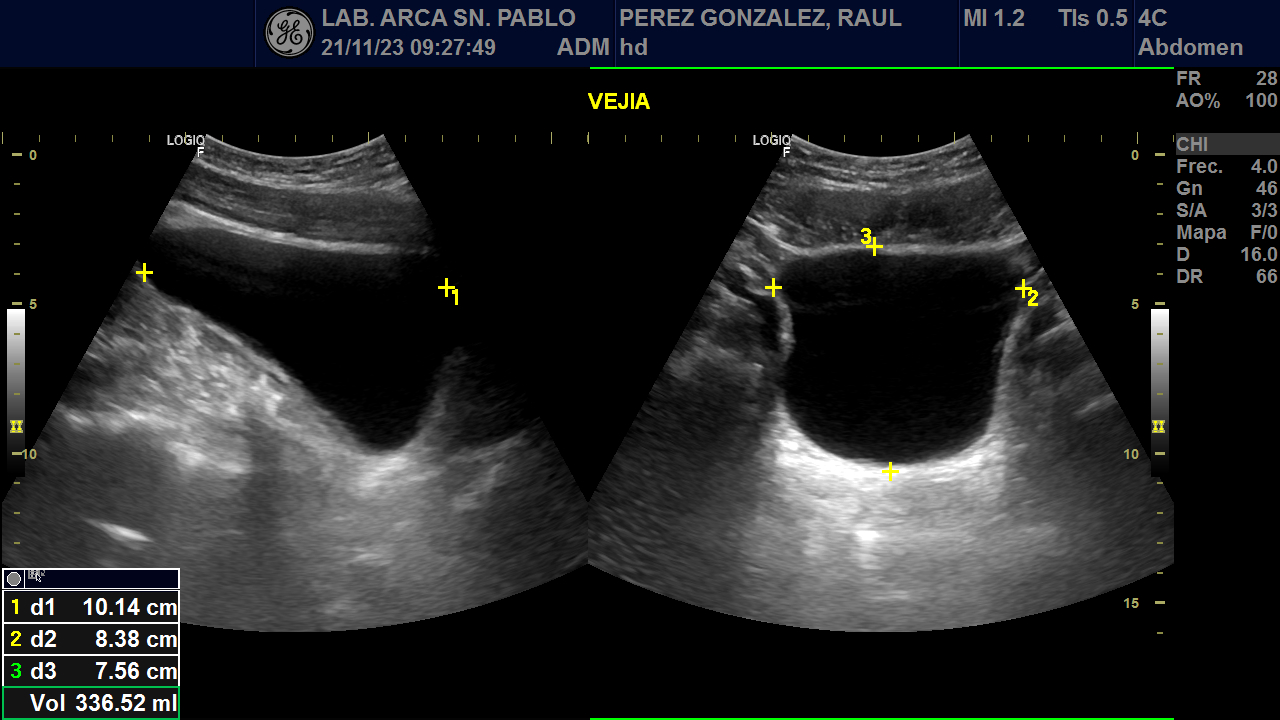 LAB. ARCA SN. PABLO
21/11/23 09:27:49 ADM
PEREZ GONZALEZ, RAUL
hd
MI 1.2 TIs 0.5
4C
Abdomen
VEJIA
FR 28
AO% 100
CHI
Frec. 4.0
Gn 46
S/A 3/3
Mapa F/0
D 16.0
DR 66
LOGIQ
F
LOGIQ
F
0
5
10
1
0
5
10
15
3
2
1 d1 10.14 cm
2 d2 8.38 cm
3 d3 7.56 cm
Vol 336.52 ml